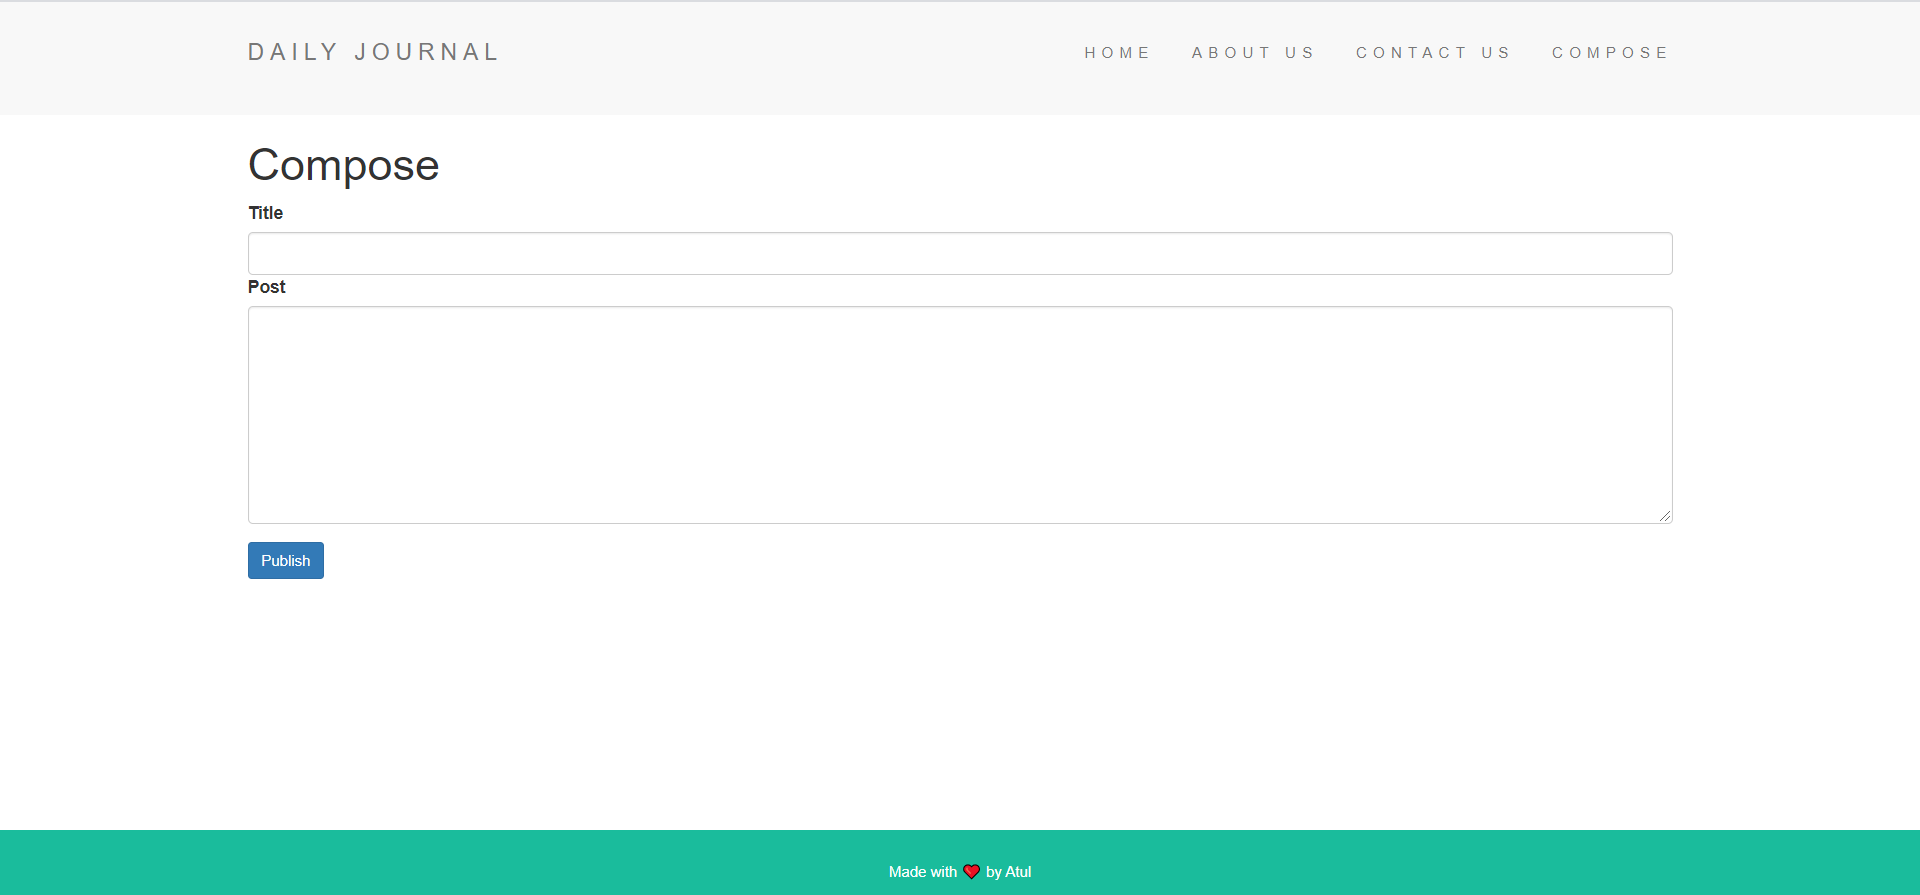 DAILY JOURNAL
HOME ABOUT US CONTACT US COMPOSE
Compose
Title
Post
Publish
Made with ❤ by Atul